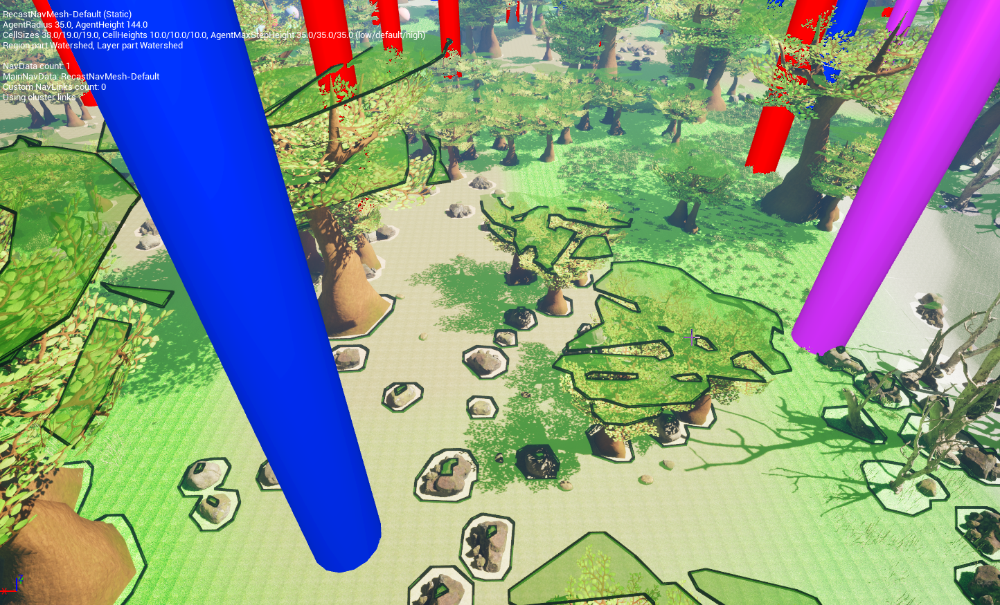 RecastNavMesh-Default (Static)
AgentRadius 35.0, AgentHeight 144.0
CellSizes 38.0/19.0/19.0, CellHeights 10.0/10.0/10.0, AgentMaxStepHeight 35.0/35.0/35.0 (low/default/high)
Region part Watershed, Layer part Watershed
NavData count: 1
MainNavData: RecastNavMesh-Default
Custom NavLinks count: 0
Using cluster links